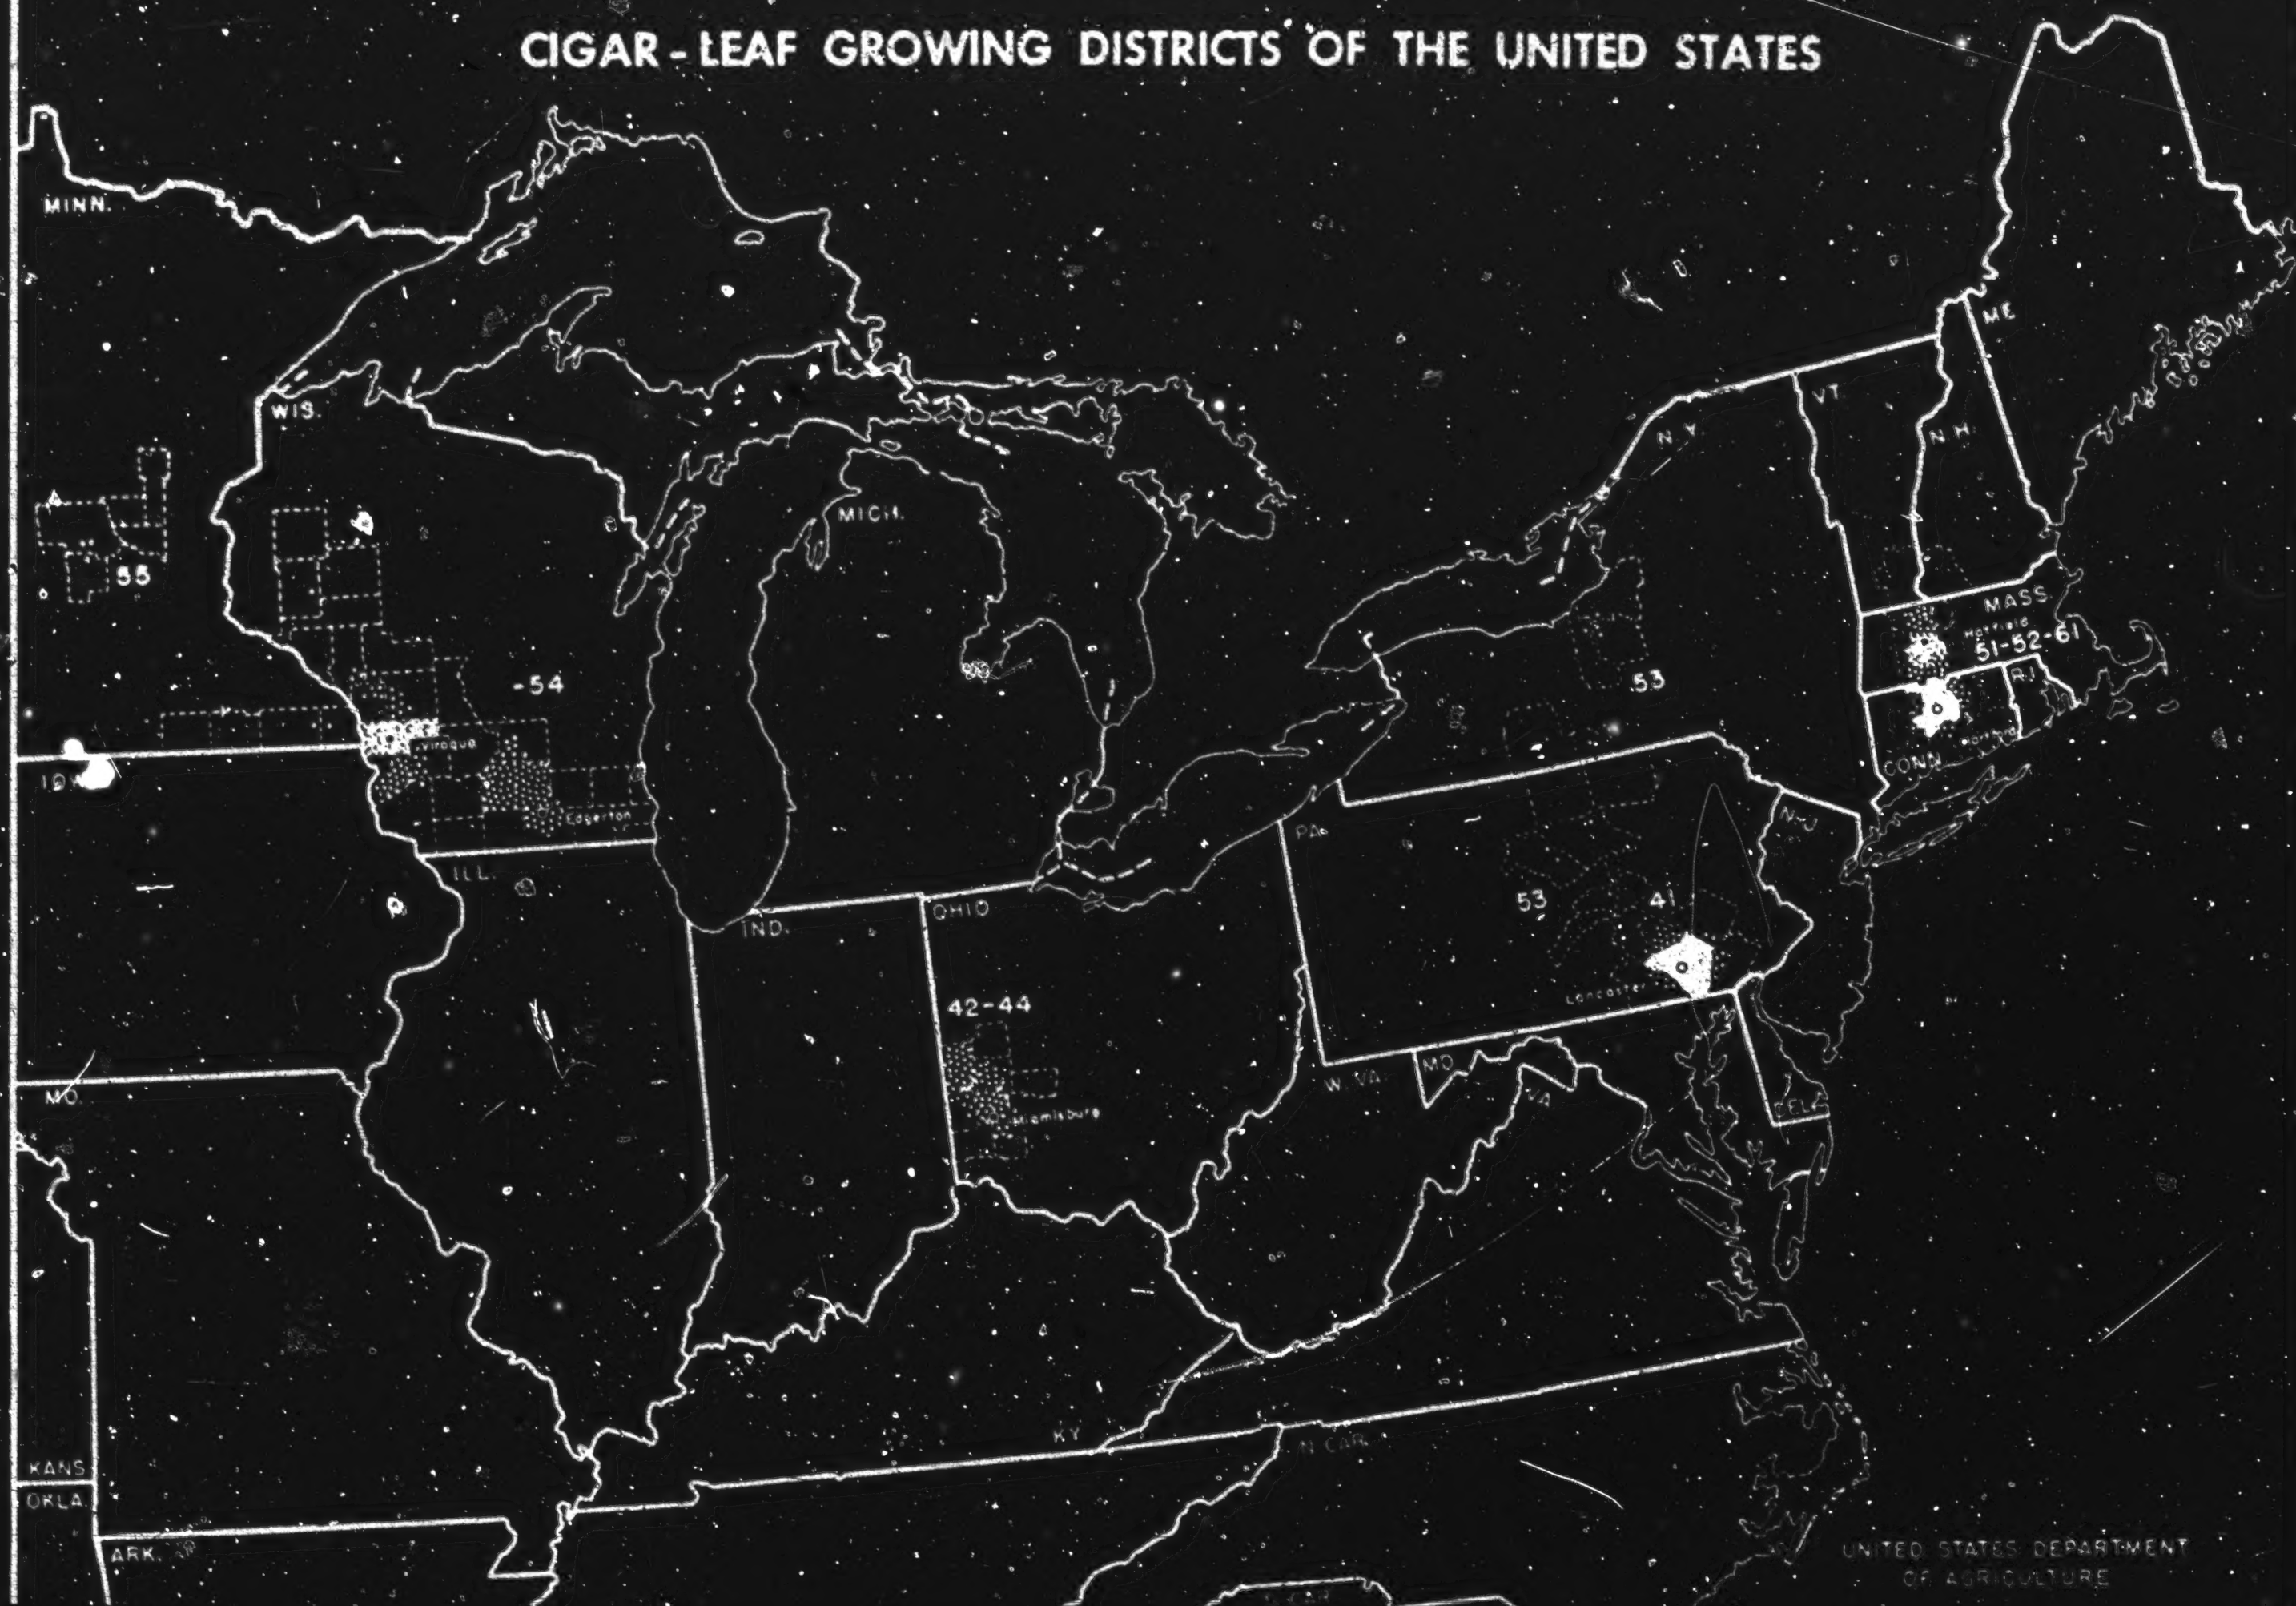 CIGAR - LEAF GROWING DISTRICTS OF THE UNITED STATES
MINN.
ME
WIS.
VT
N.Y.
N.H.
MICH.
55
MASS.
Hatfield
51-52-61
-54
53
R.I.
Viroqua
Hartford
CONN
Edgerton
PA.
N.J.
ILL.
OHIO
53
41
IND.
Lancaster
42-44
W. VA.
MD.
VA.
MO.
DEL.
Miamisburg
KY
N CAR.
KANS
OKLA.
ARK.
UNITED STATES DEPARTMENT
OF AGRICULTURE